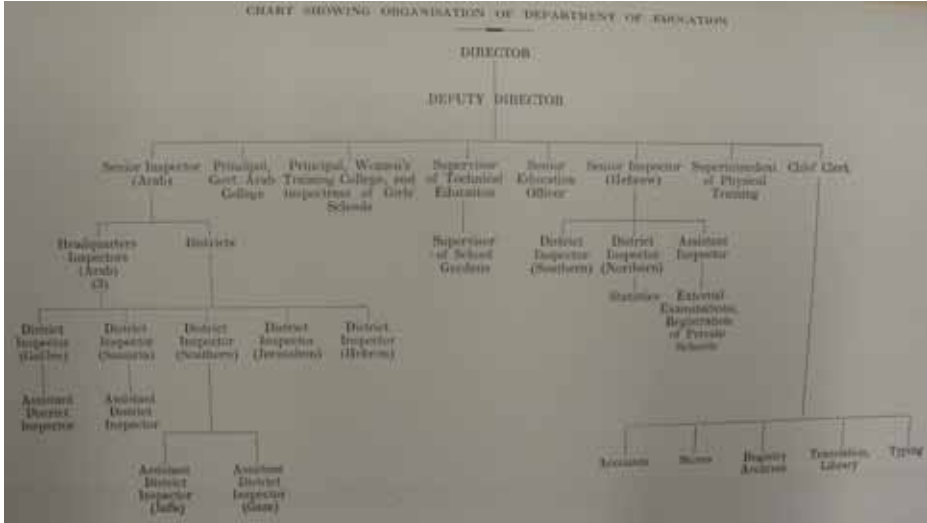 CHART SHOWING ORGANISATION OF DEPARTMENT OF EDUCATION
DIRECTOR
DEPUTY DIRECTOR
Senior Inspector
(Arab)
Principal,
Govt. Arab
College
Principal, Women's
Training College, and
Inspectress of Girls'
Schools
Supervisor
of Technical
Education
Senior
Education
Officer
Senior Inspector
(Hebrew)
Superintendent
of Physical
Training
Chief Clerk
Headquarters
Inspectors
(Arab)
(3)
Districts
Supervisor
of School
Gardens
District
Inspector
(Southern)
District
Inspector
(Northern)
Assistant
Inspector
Statistics
External
Examinations,
Registration
of Private
Schools
District
Inspector
(Galilee)
District
Inspector
(Samaria)
District
Inspector
(Southern)
District
Inspector
(Jerusalem)
District
Inspector
(Hebron)
Assistant
District
Inspector
Assistant
District
Inspector
Assistant
District
Inspector
(Jaffa)
Assistant
District
Inspector
(Gaza)
Accounts
Stores
Registry
Archives
Translation,
Library
Typing